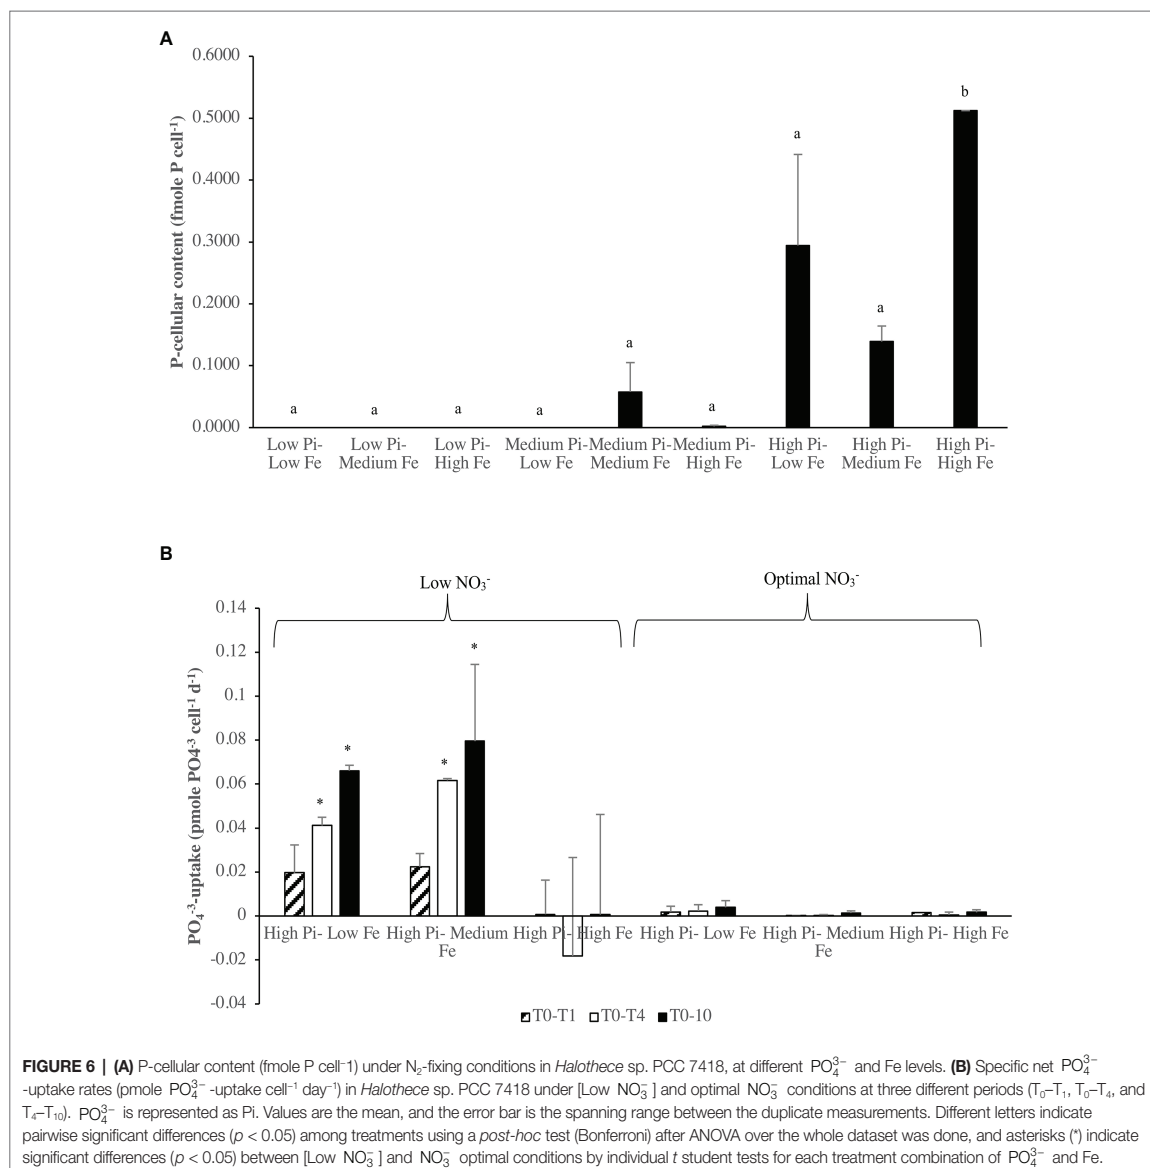 A
0.6000
0.5000
0.4000
0.3000
0.2000
0.1000
0.0000
P-cellular content (fmole P cell-1)
a a a a a a a a b
Low Pi- Low Pi- Low Pi- Medium Pi- Medium Pi- Medium Pi- High Pi- High Pi- High Pi-
Low Fe Medium Fe High Fe Low Fe Medium Fe High Fe Low Fe Medium Fe High Fe
B
Low NO3- Optimal NO3-
0.14
0.12
0.1
0.08
0.06
0.04
0.02
0
-0.02
-0.04
PO4-3-uptake (pmole PO4-3 cell-1 d-1)
* * * *
High Pi- Low Fe High Pi- Medium High Pi- High Fe High Pi- Low Fe High Pi- Medium High Pi- High Fe
Fe Fe
T0-T1 T0-T4 T0-10
FIGURE 6 | (A) P-cellular content (fmole P cell−1) under N2-fixing conditions in Halothece sp. PCC 7418, at different PO4 3− and Fe levels. (B) Specific net PO4 3−
-uptake rates (pmole PO4 3− -uptake cell−1 day−1) in Halothece sp. PCC 7418 under [Low NO3−] and optimal NO3− conditions at three different periods (T0–T1, T0–T4, and
T4–T10). PO4 3− is represented as Pi. Values are the mean, and the error bar is the spanning range between the duplicate measurements. Different letters indicate
pairwise significant differences (p < 0.05) among treatments using a post-hoc test (Bonferroni) after ANOVA over the whole dataset was done, and asterisks (*) indicate
significant differences (p < 0.05) between [Low NO3−] and NO3− optimal conditions by individual t student tests for each treatment combination of PO4 3− and Fe.